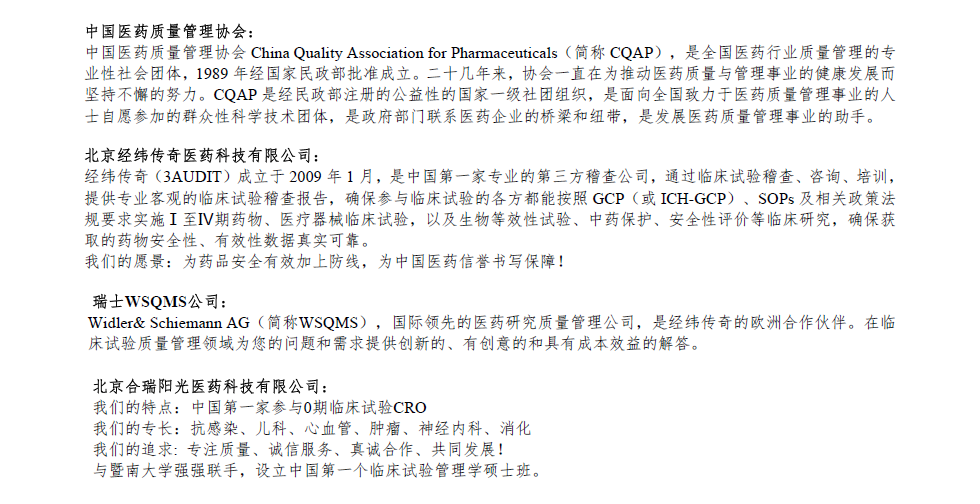 中国医药质量管理协会：
中国医药质量管理协会 China Quality Association for Pharmaceuticals（简称 CQAP），是全国医药行业质量管理的专
业性社会团体，1989 年经国家民政部批准成立。二十几年来，协会一直在为推动医药质量与管理事业的健康发展而
坚持不懈的努力。CQAP 是经民政部注册的公益性的国家一级社团组织，是面向全国致力于医药质量管理事业的人
士自愿参加的群众性科学技术团体，是政府部门联系医药企业的桥梁和纽带，是发展医药质量管理事业的助手。
北京经纬传奇医药科技有限公司：
经纬传奇（3AUDIT）成立于 2009 年 1 月，是中国第一家专业的第三方稽查公司，通过临床试验稽查、咨询、培训，
提供专业客观的临床试验稽查报告，确保参与临床试验的各方都能按照 GCP（或 ICH-GCP）、SOPs 及相关政策法
规要求实施Ⅰ至Ⅳ期药物、医疗器械临床试验，以及生物等效性试验、中药保护、安全性评价等临床研究，确保获
取的药物安全性、有效性数据真实可靠。
我们的愿景：为药品安全有效加上防线，为中国医药信誉书写保障！
瑞士WSQMS公司：
Widler& Schiemann AG（简称WSQMS），国际领先的医药研究质量管理公司，是经纬传奇的欧洲合作伙伴。在临
床试验质量管理领域为您的问题和需求提供创新的、有创意的和具有成本效益的解答。
北京合瑞阳光医药科技有限公司：
我们的特点：中国第一家参与0期临床试验CRO
我们的专长：抗感染、儿科、心血管、肿瘤、神经内科、消化
我们的追求：专注质量、诚信服务、真诚合作、共同发展！
与暨南大学强强联手，设立中国第一个临床试验管理学硕士班。